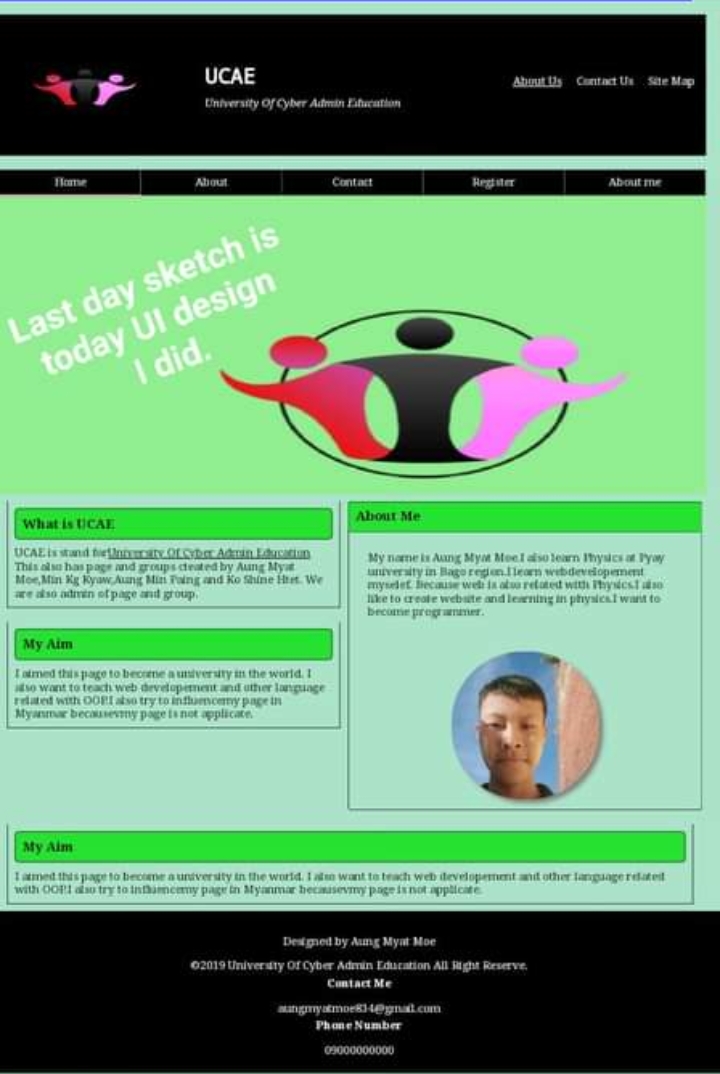 UCAE
University Of Cyber Admin Education
About Us Contact Us Site Map
Home About Contact Register About me
Last day sketch is
today UI design
I did.
What is UCAE
UCAE is stand forUniversity Of Cyber Admin Education
This also has page and groups cteated by Aung Myat
Moe,Min Kg Kyaw,Aung Min Paing and Ko Shine Htet. We
are also admin of page and group.
My Aim
I aimed this page to become a university in the world. I
also want to teach web developement and other language
related with OOP.I also try to influencemy page in
Myanmar becausevmy page is not applicate.
About Me
My name is Aung Myat Moe.I also learn Physics at Pyay
university in Bago region.I learn webdevelopement
myselef. Because web is also related with Physics.I also
like to create website and learning in physics.I want to
become programmer.
My Aim
I aimed this page to become a university in the world. I also want to teach web developement and other language related
with OOP.I also try to influencemy page in Myanmar becausevmy page is not applicate.
Designed by Aung Myat Moe
©2019 University Of Cyber Admin Education All Right Reserve.
Contact Me
aungmyatmoe834@gmail.com
Phone Number
09000000000